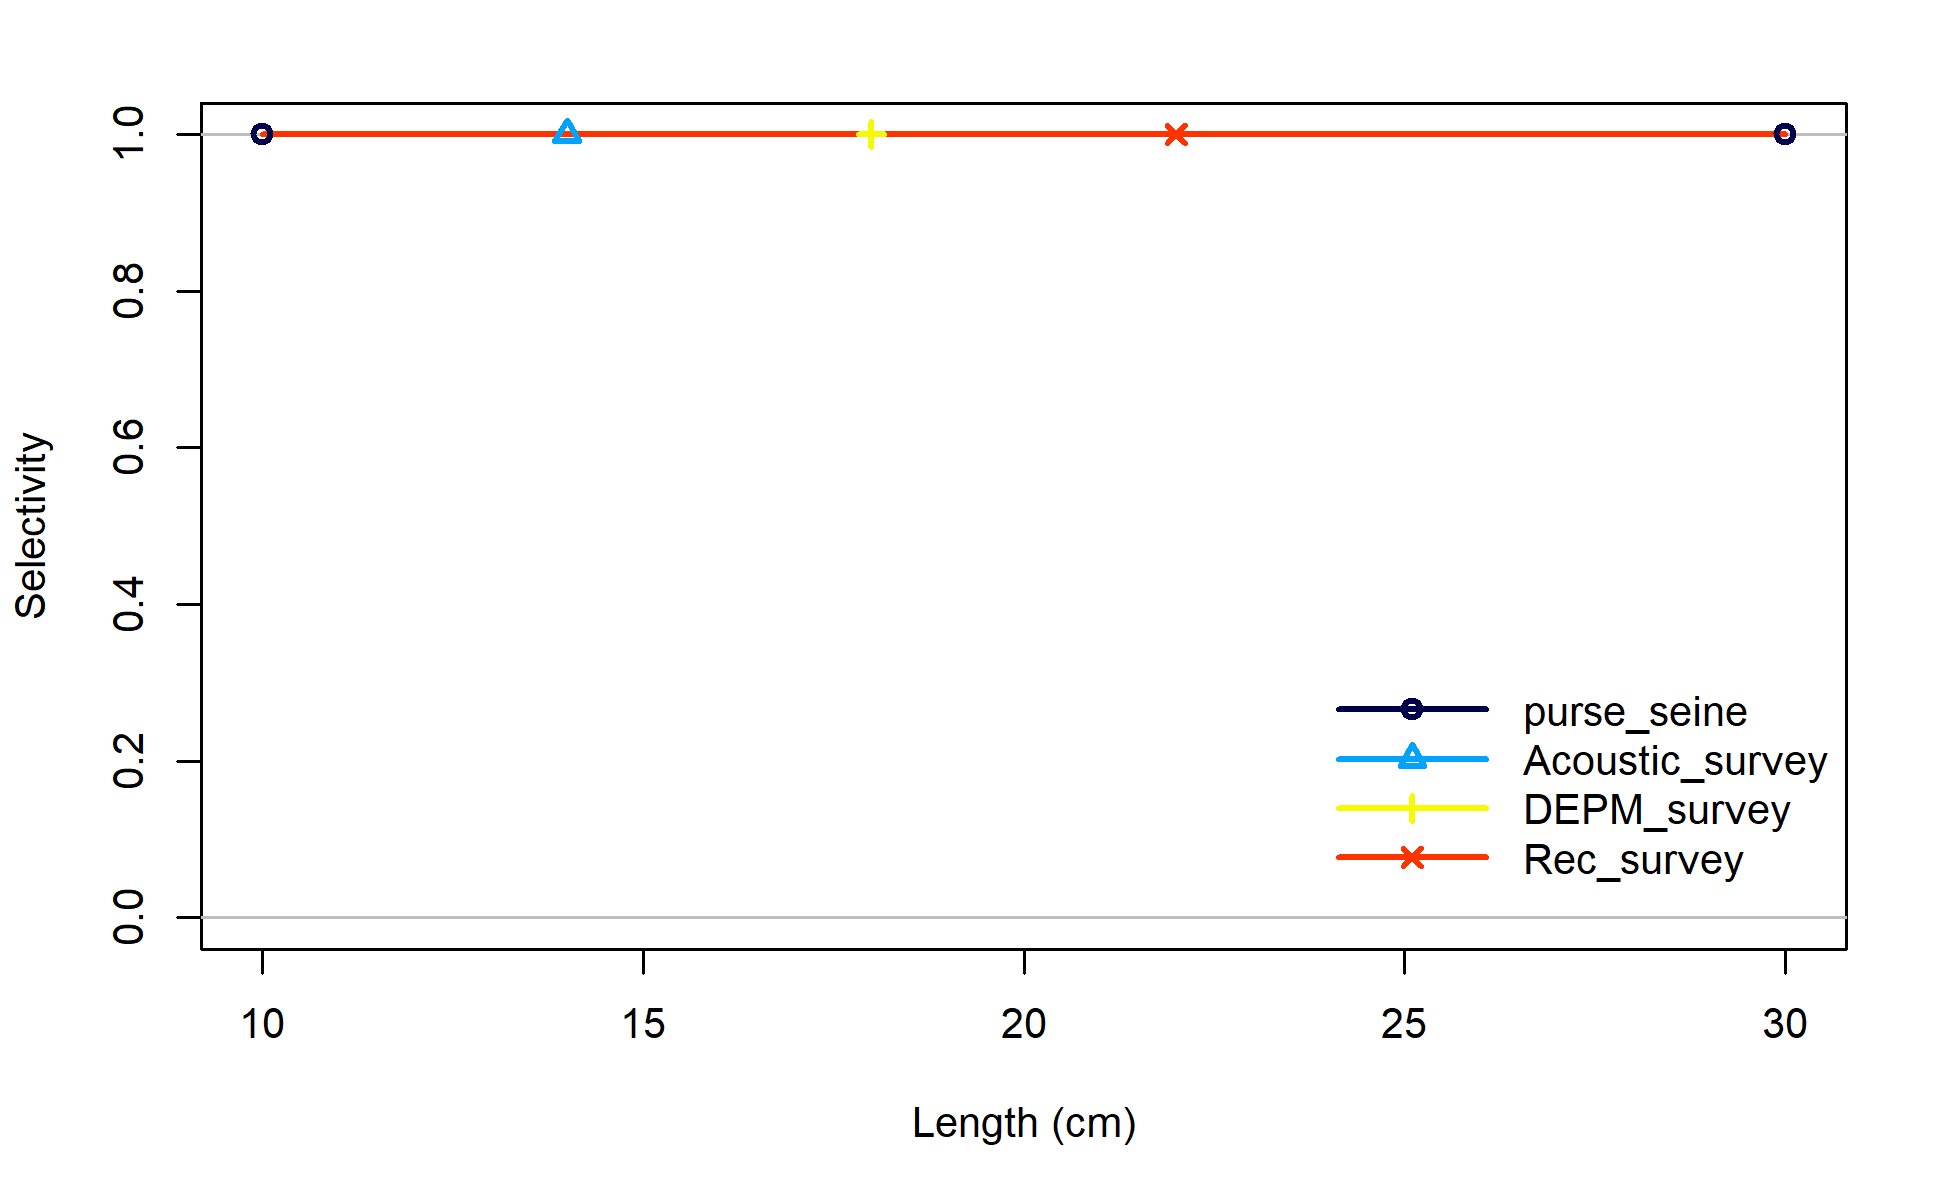 Selectivity
1.0
0.8
0.6
0.4
0.2
0.0
purse_seine
Acoustic_survey
DEPM_survey
Rec_survey
10 15 20 25 30
Length (cm)